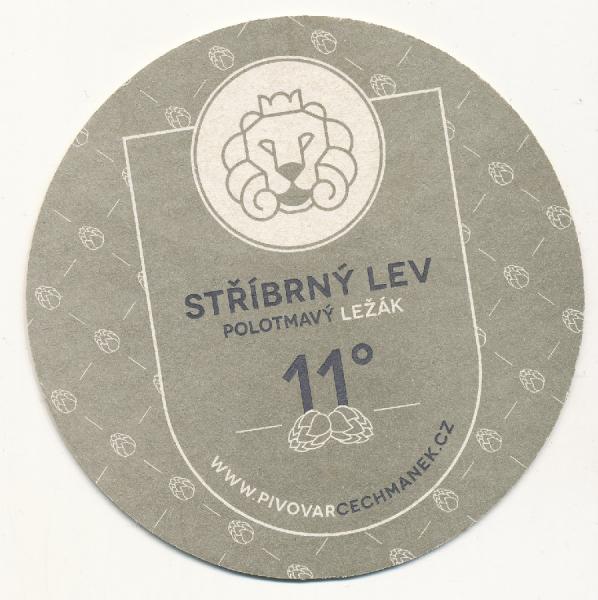 STŘÍBRNÝ LEV
POLOTMAVÝ LEŽÁK
11°
WWW.PIVOVARCECHMANEK.CZ